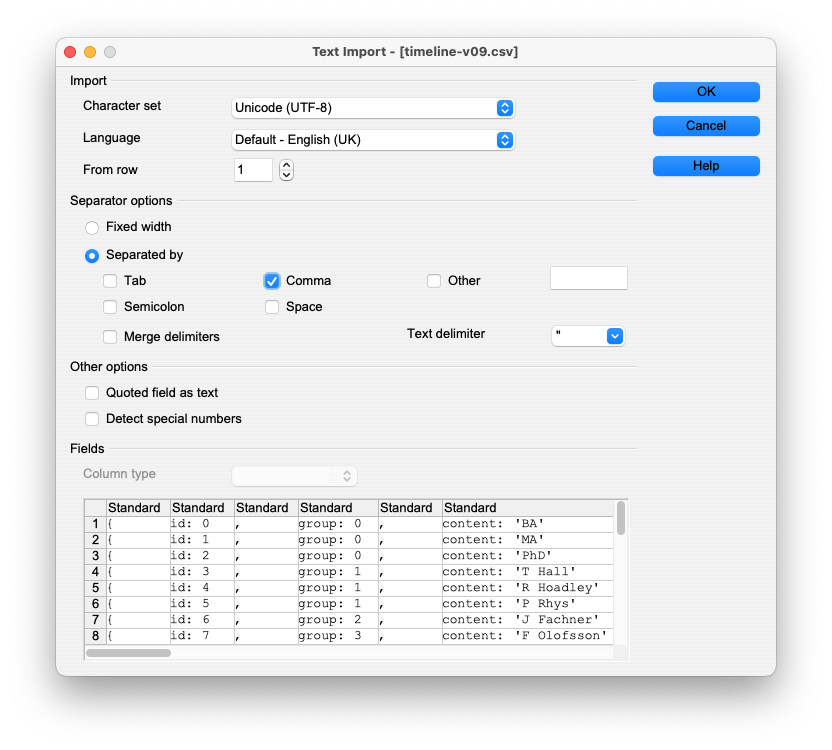 Text Import - [timeline-v09.csv]
Import
Character set Unicode (UTF-8)
OK
Language Default - English (UK)
Cancel
From row 1
Help
Separator options
Fixed width
Separated by
Tab Comma Other
Semicolon Space
Merge delimiters Text delimiter "
Other options
Quoted field as text
Detect special numbers
Fields
Column type
Standard Standard Standard Standard Standard Standard
1 { id: 0 , group: 0 , content: 'BA'
2 { id: 1 , group: 0 , content: 'MA'
3 { id: 2 , group: 0 , content: 'PhD'
4 { id: 3 , group: 1 , content: 'T Hall'
5 { id: 4 , group: 1 , content: 'R Hoadley'
6 { id: 5 , group: 1 , content: 'P Rhys'
7 { id: 6 , group: 2 , content: 'J Fachner'
8 { id: 7 , group: 3 , content: 'F Olofsson'